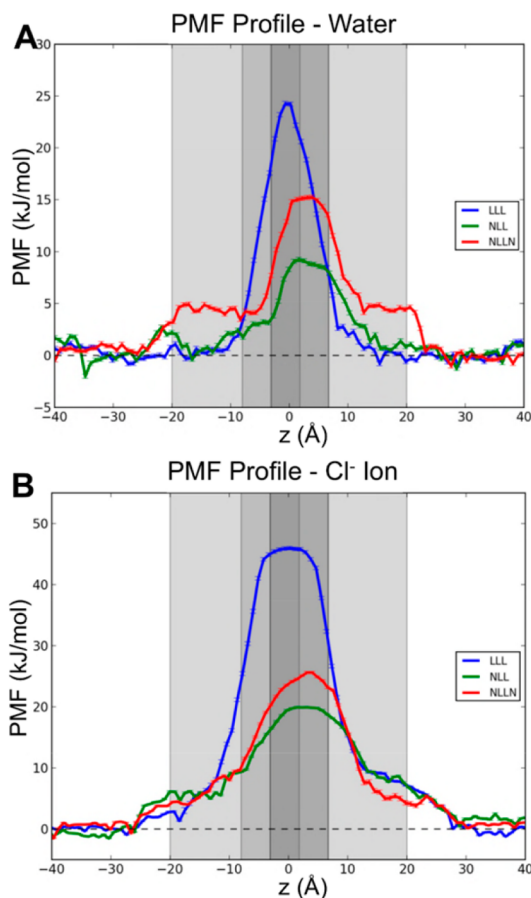 A
PMF Profile - Water
30
25
20
15
10
5
0
−5
PMF (kJ/mol)
LLL
NLL
NLLN
−40 −30 −20 −10 0 10 20 30 40
z (Å)
B
PMF Profile - Cl⁻ Ion
50
40
30
20
10
0
PMF (kJ/mol)
LLL
NLL
NLLN
−40 −30 −20 −10 0 10 20 30 40
z (Å)